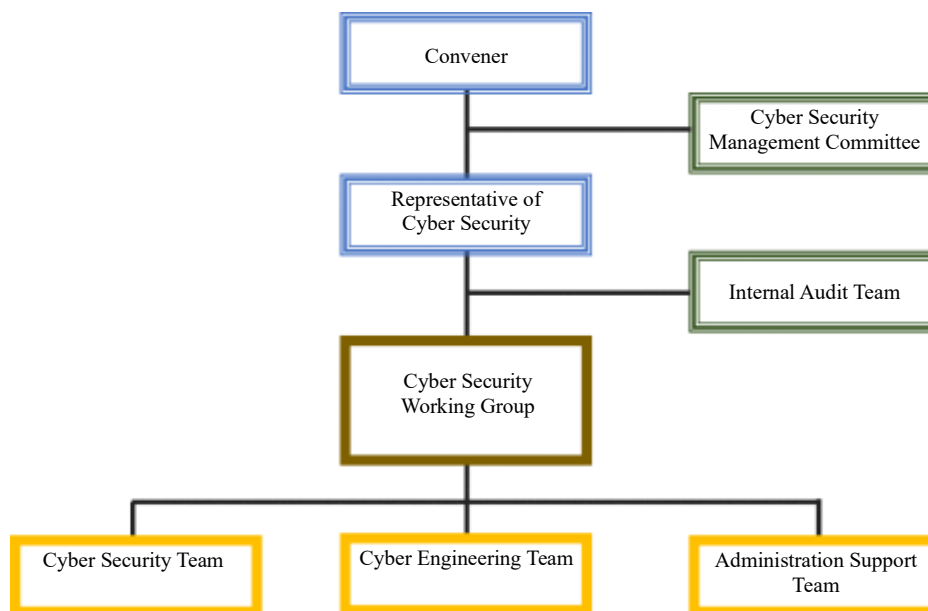 Convener
Cyber Security
Management Committee
Representative of
Cyber Security
Internal Audit Team
Cyber Security
Working Group
Cyber Security Team
Cyber Engineering Team
Administration Support
Team